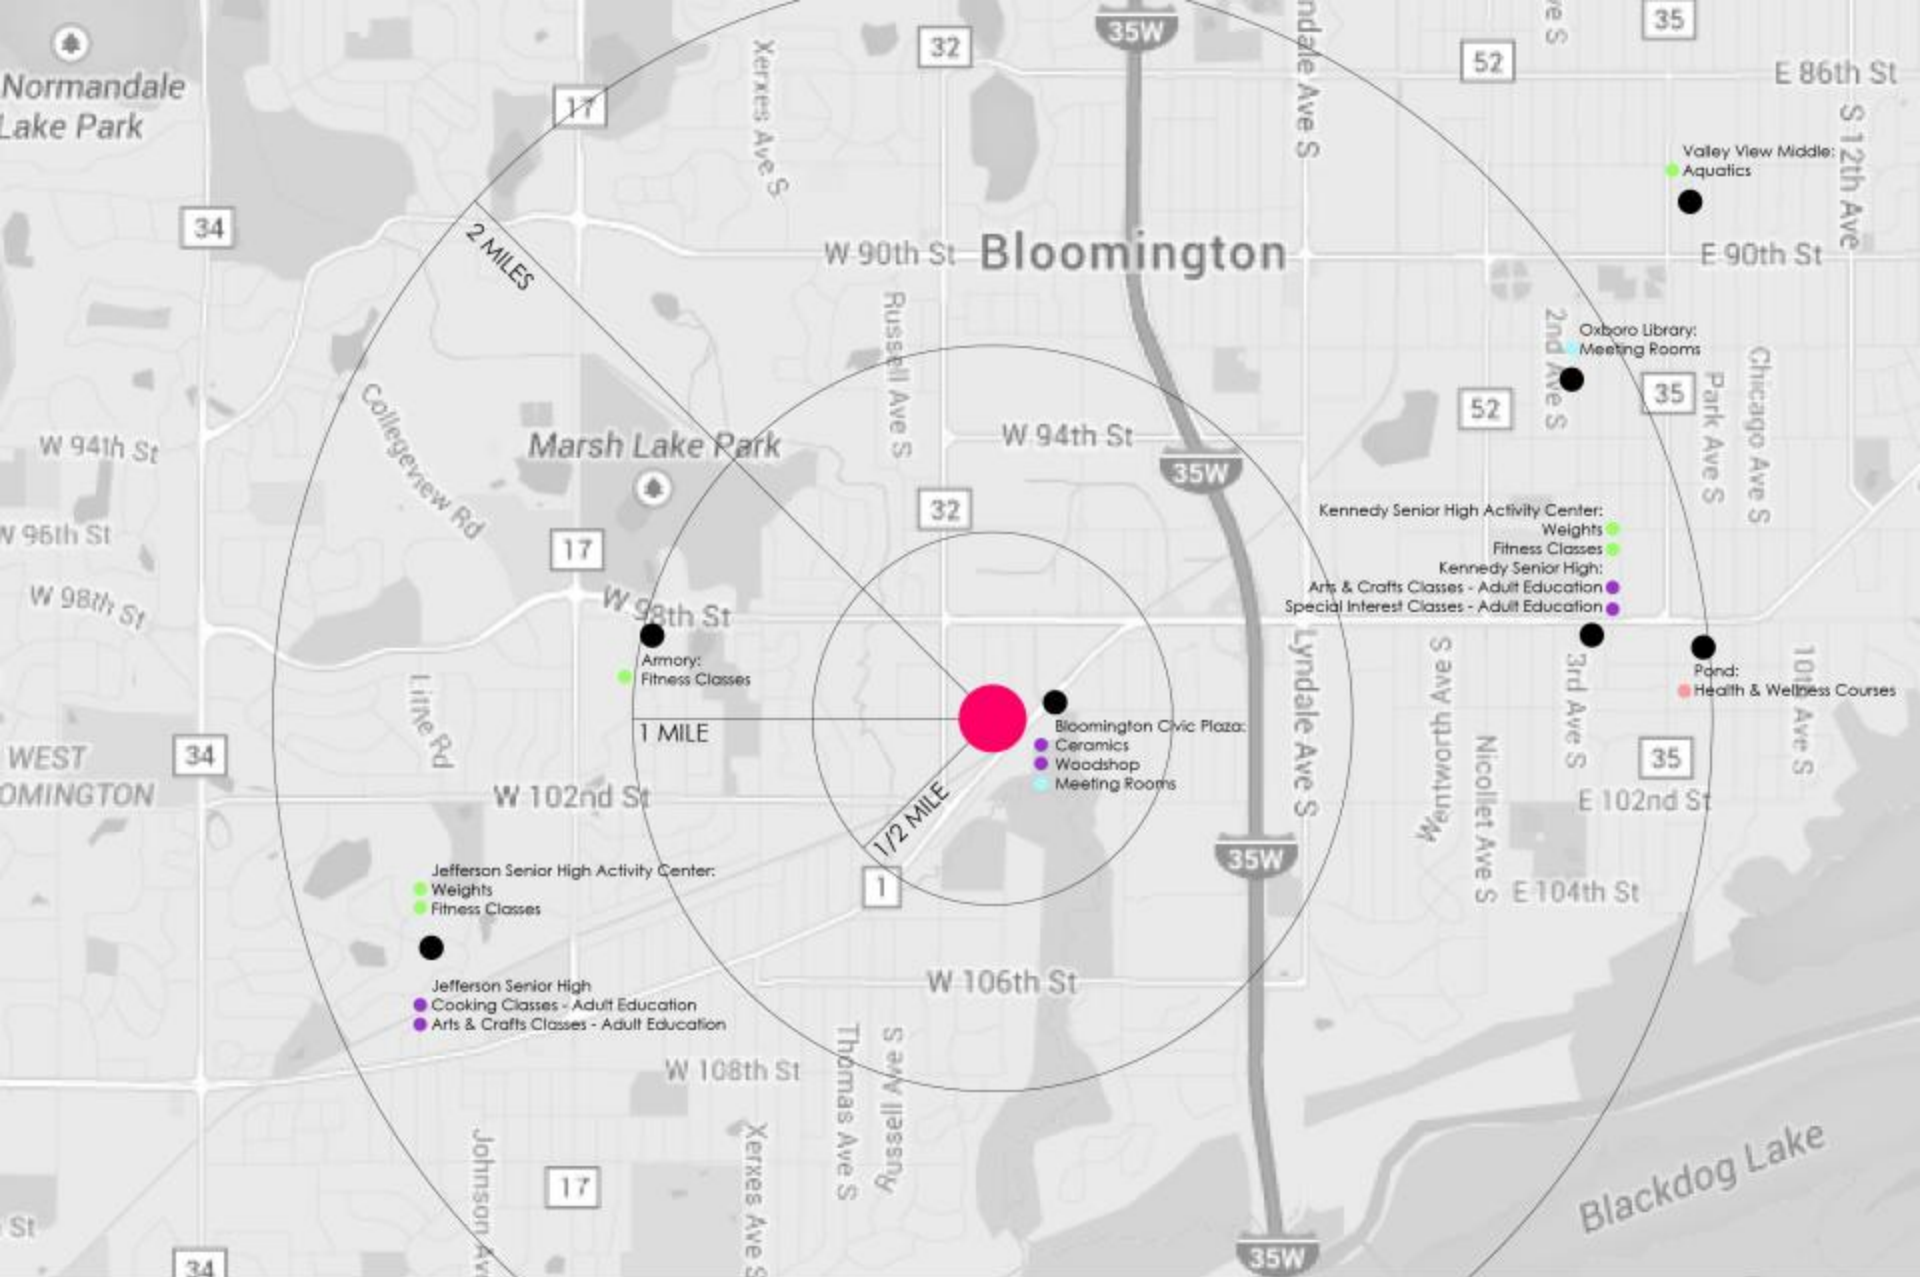 35W
32
35
52
ve S
ndale Ave S
Xerxes Ave S
E 86th St
Normandale
Lake Park
17
S 12th Ave
Valley View Middle:
Aquatics
34
2 MILES
W 90th St
Bloomington
E 90th St
Russell Ave S
2nd Ave S
Oxboro Library:
Meeting Rooms
Chicago Ave S
Park Ave S
35
52
Collegeview Rd
W 94th St
Marsh Lake Park
W 94th St
35W
32
W 96th St
17
Kennedy Senior High Activity Center:
Weights
Fitness Classes
Kennedy Senior High:
Arts & Crafts Classes - Adult Education
Special Interest Classes - Adult Education
W 98th St
W 98th St
Armory:
Fitness Classes
Lyndale Ave S
Wentworth Ave S
3rd Ave S
Pond:
Health & Wellness Courses
10th Ave S
1 MILE
Bloomington Civic Plaza:
Ceramics
Woodshop
Meeting Rooms
Nicollet Ave S
34
35
WEST
OMINGTON
W 102nd St
E 102nd St
1/2 MILE
35W
1
Jefferson Senior High Activity Center:
Weights
Fitness Classes
E 104th St
Jefferson Senior High
Cooking Classes - Adult Education
Arts & Crafts Classes - Adult Education
W 106th St
W 108th St
Thomas Ave S
Russell Ave S
Johnson Av
Xerxes Ave S
17
Blackdog Lake
St
34
35W